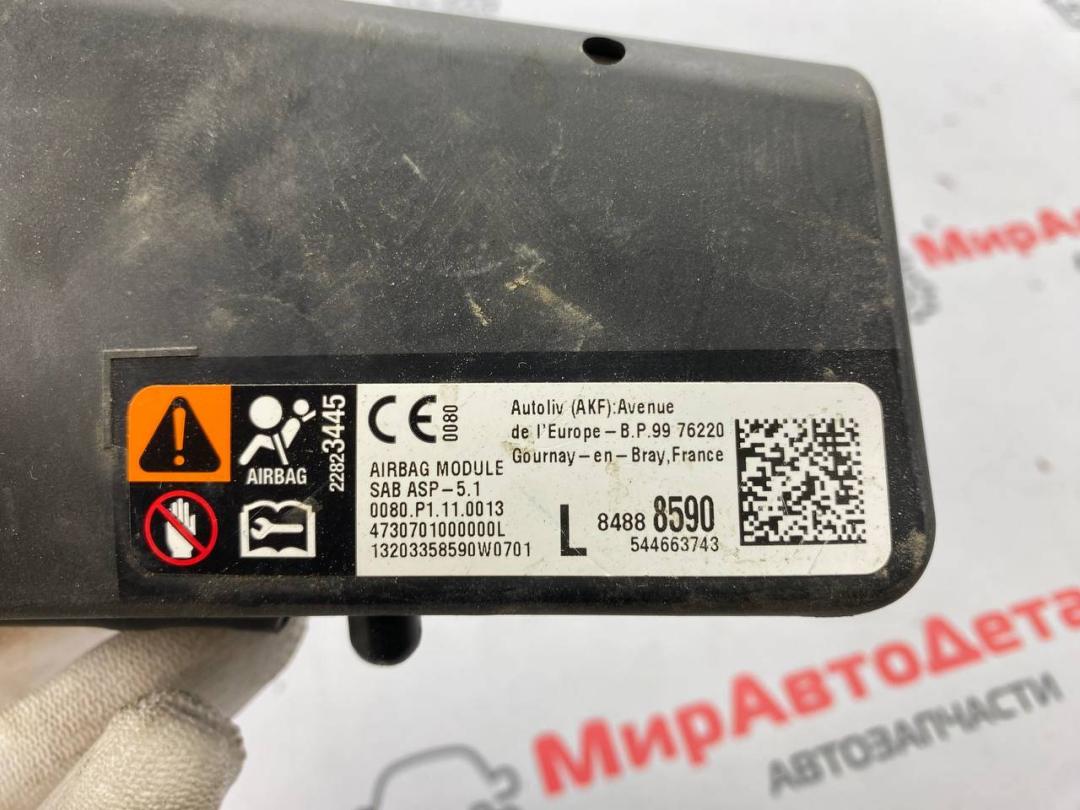 AIRBAG
22823445
CE
0080
AIRBAG MODULE
SAB ASP-5.1
0080.P1.11.0013
4730701000000L
13203358590W0701
Autoliv (AKF):Avenue
de l'Europe-B.P.99 76220
Gournay-en-Bray,France
L
8488 8590
544663743
МирАв
МирАвтоДета
АВТОЗАПЧАСТИ